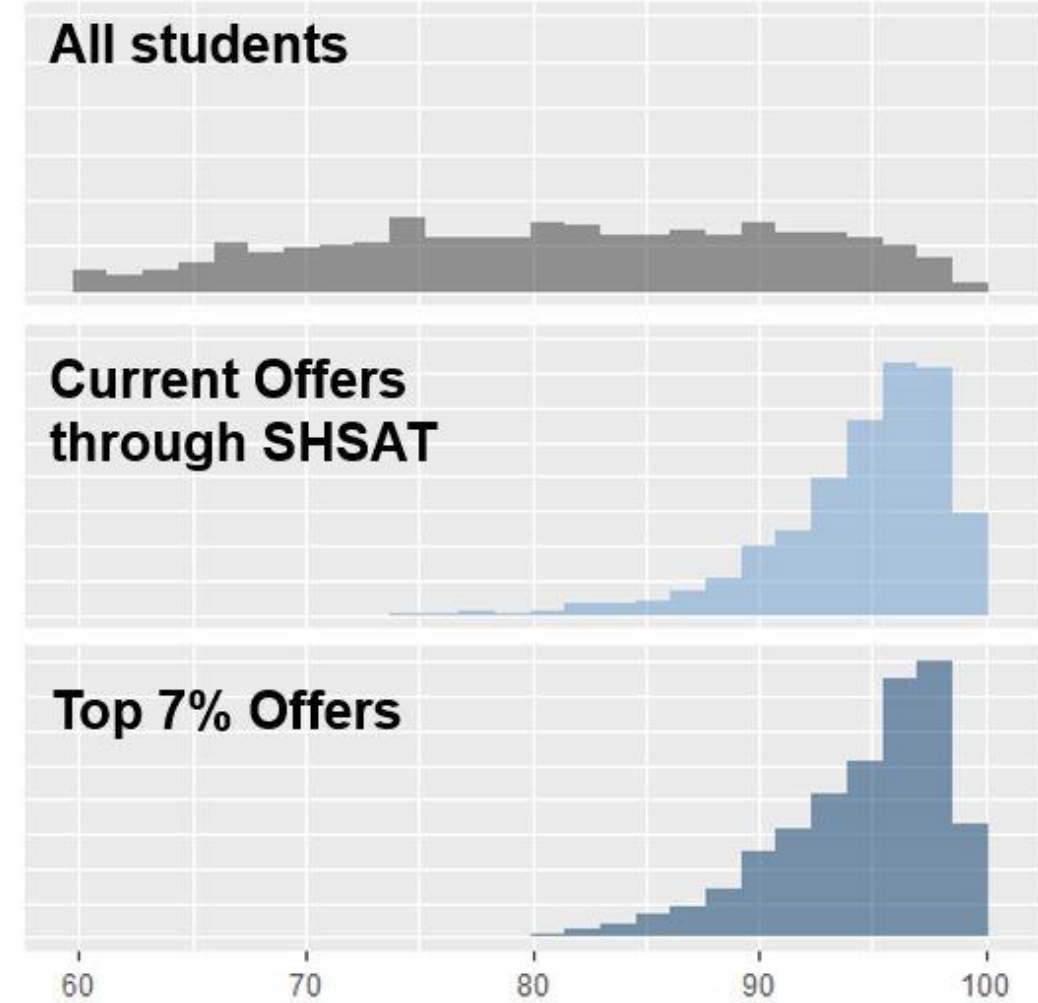 All students
Current Offers
through SHSAT
Top 7% Offers
60 70 80 90 100